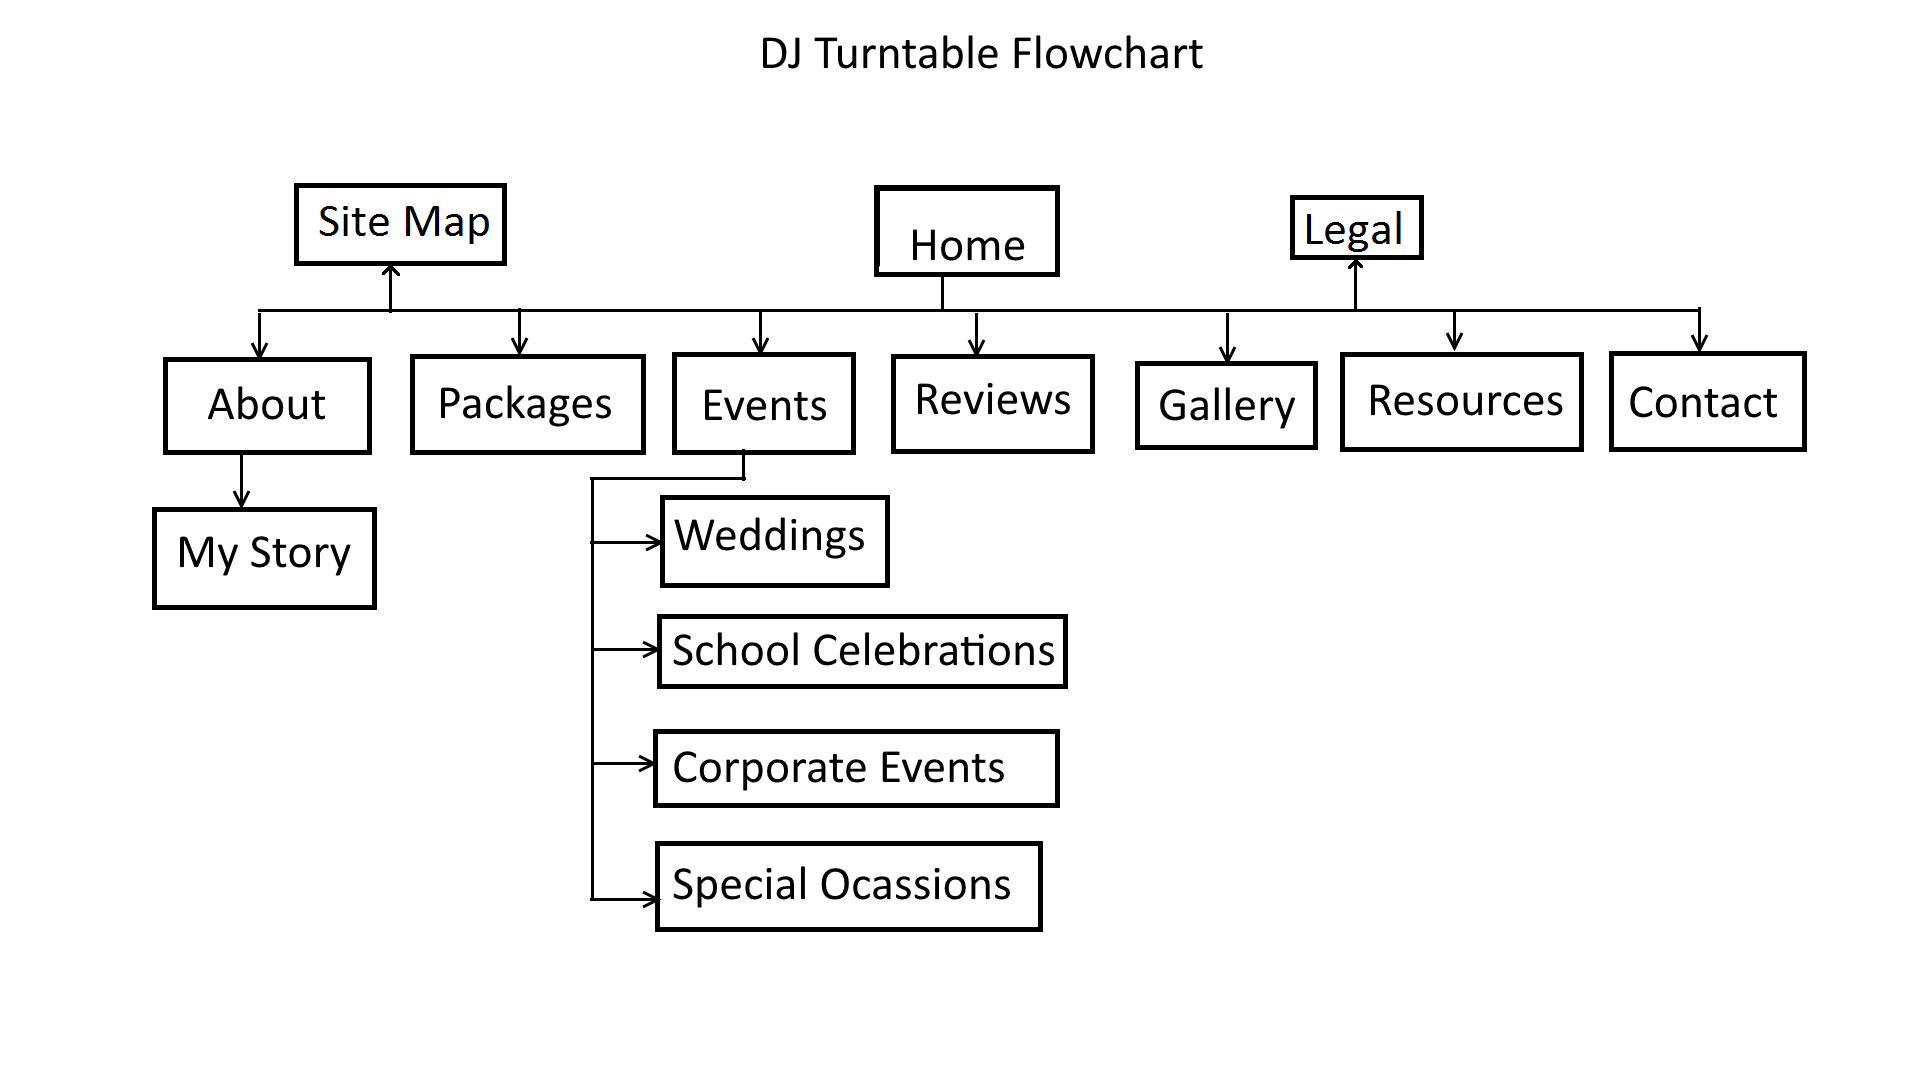 DJ Turntable Flowchart
Site Map
Home
Legal
About
Packages
Events
Reviews
Gallery
Resources
Contact
My Story
Weddings
School Celebrations
Corporate Events
Special Ocassions